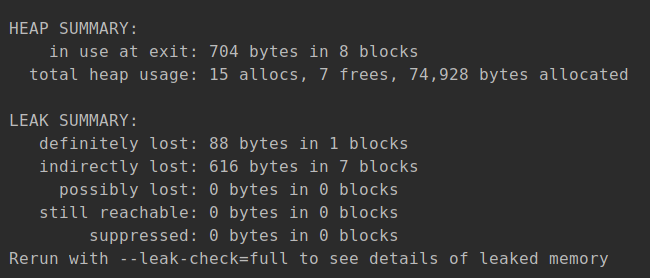 HEAP SUMMARY:
in use at exit: 704 bytes in 8 blocks
total heap usage: 15 allocs, 7 frees, 74,928 bytes allocated
LEAK SUMMARY:
definitely lost: 88 bytes in 1 blocks
indirectly lost: 616 bytes in 7 blocks
possibly lost: 0 bytes in 0 blocks
still reachable: 0 bytes in 0 blocks
suppressed: 0 bytes in 0 blocks
Rerun with --leak-check=full to see details of leaked memory